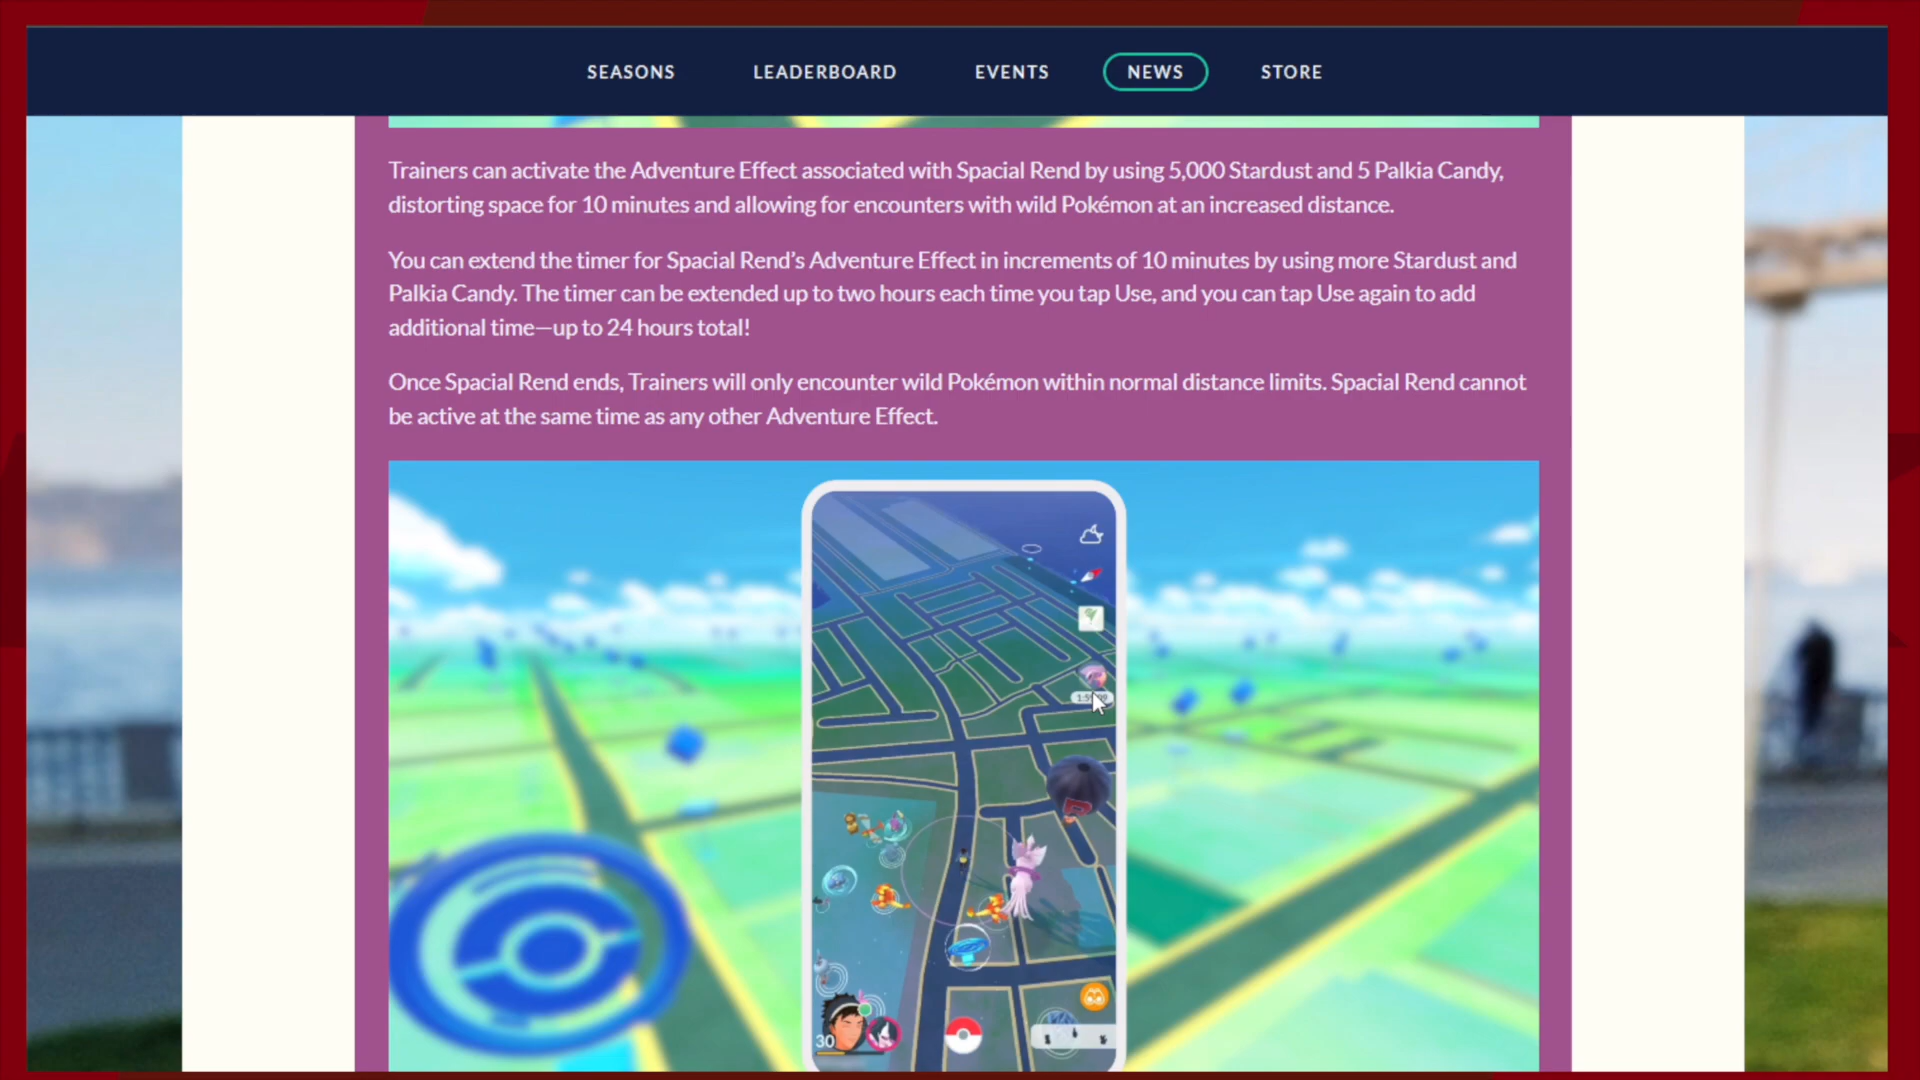 SEASONS LEADERBOARD EVENTS NEWS STORE
Trainers can activate the Adventure Effect associated with Spacial Rend by using 5,000 Stardust and 5 Palkia Candy,
distorting space for 10 minutes and allowing for encounters with wild Pokémon at an increased distance.
You can extend the timer for Spacial Rend’s Adventure Effect in increments of 10 minutes by using more Stardust and
Palkia Candy. The timer can be extended up to two hours each time you tap Use, and you can tap Use again to add
additional time—up to 24 hours total!
Once Spacial Rend ends, Trainers will only encounter wild Pokémon within normal distance limits. Spacial Rend cannot
be active at the same time as any other Adventure Effect.
R
30